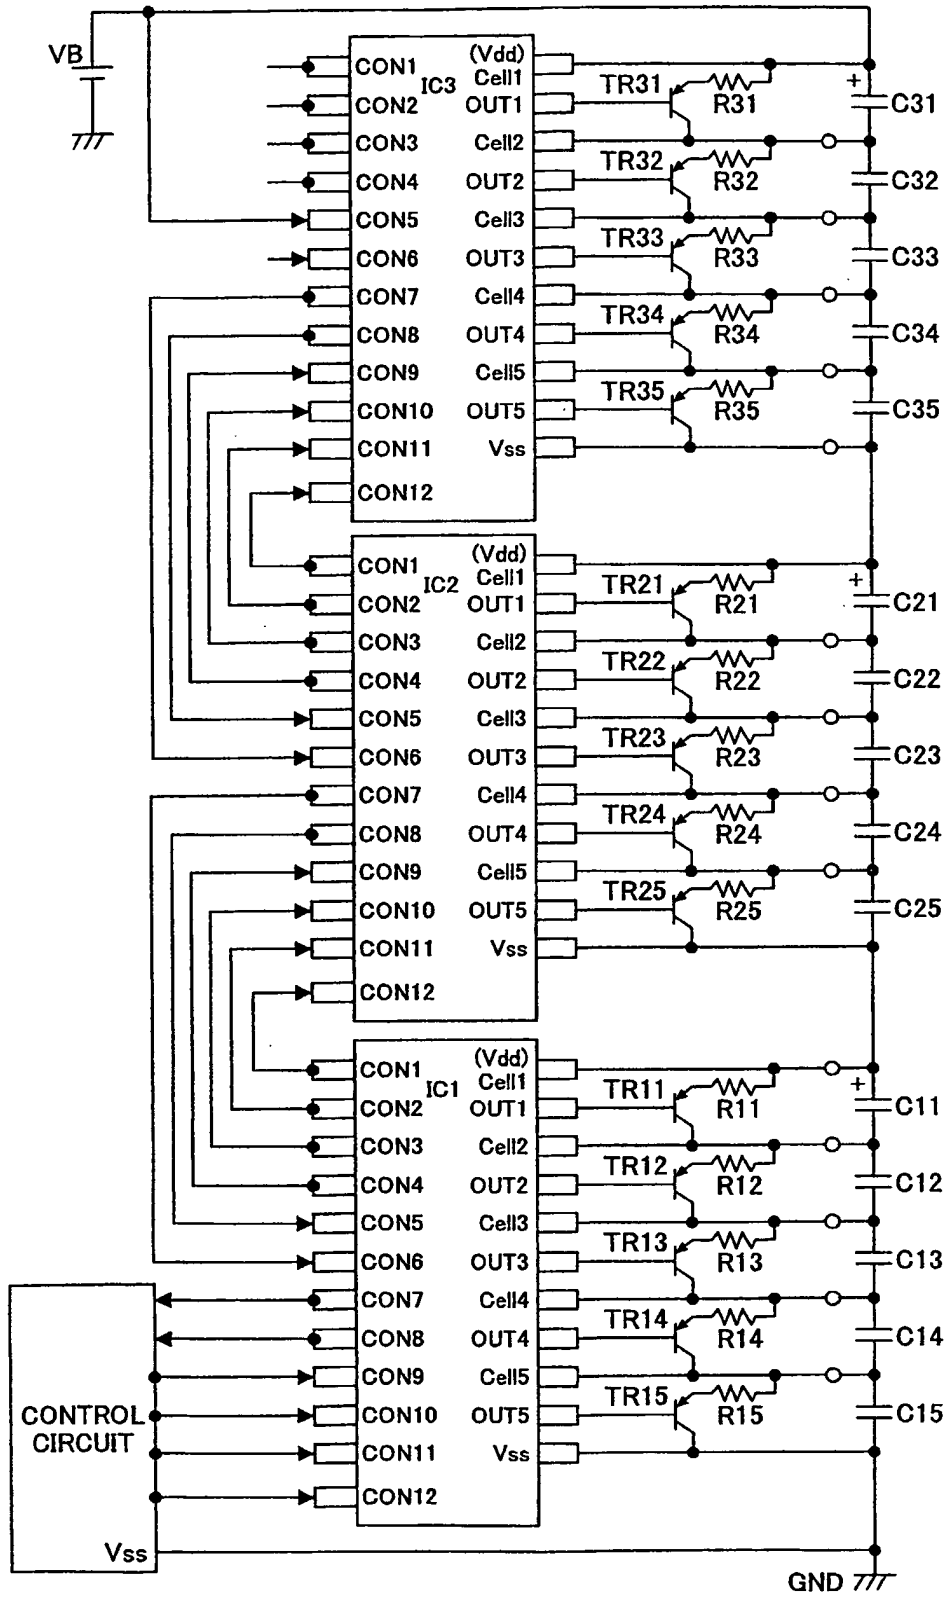 VB
CON1
CON2
CON3
CON4
CON5
CON6
CON7
CON8
CON9
CON10
CON11
CON12
IC3
(Vdd)
Cell1
OUT1
Cell2
OUT2
Cell3
OUT3
Cell4
OUT4
Cell5
OUT5
Vss
TR31
R31
TR32
R32
TR33
R33
TR34
R34
TR35
R35
+
C31
C32
C33
C34
C35
CON1
CON2
CON3
CON4
CON5
CON6
CON7
CON8
CON9
CON10
CON11
CON12
IC2
(Vdd)
Cell1
OUT1
Cell2
OUT2
Cell3
OUT3
Cell4
OUT4
Cell5
OUT5
Vss
TR21
R21
TR22
R22
TR23
R23
TR24
R24
TR25
R25
+
C21
C22
C23
C24
C25
CON1
CON2
CON3
CON4
CON5
CON6
CON7
CON8
CON9
CON10
CON11
CON12
IC1
(Vdd)
Cell1
OUT1
Cell2
OUT2
Cell3
OUT3
Cell4
OUT4
Cell5
OUT5
Vss
TR11
R11
TR12
R12
TR13
R13
TR14
R14
TR15
R15
+
C11
C12
C13
C14
C15
CONTROL
CIRCUIT
Vss
GND